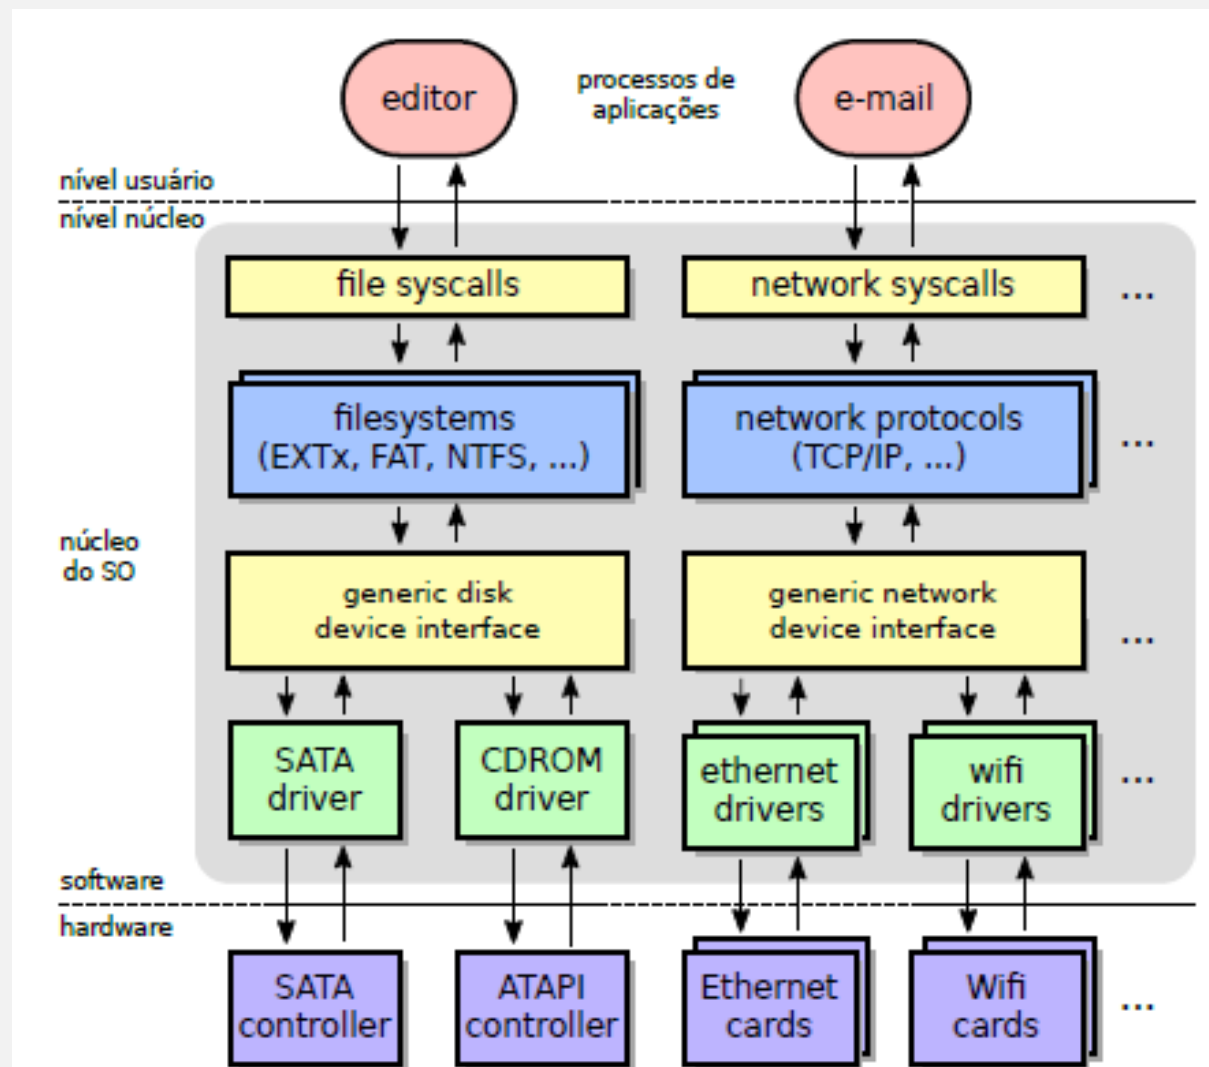 editor
processos de
aplicações
e-mail
nível usuário
nível núcleo
file syscalls
network syscalls
...
filesystems
(EXTx, FAT, NTFS, ...)
network protocols
(TCP/IP, ...)
...
núcleo
do SO
generic disk
device interface
generic network
device interface
...
SATA
driver
CDROM
driver
ethernet
drivers
wifi
drivers
...
software
hardware
SATA
controller
ATAPI
controller
Ethernet
cards
Wifi
cards
...